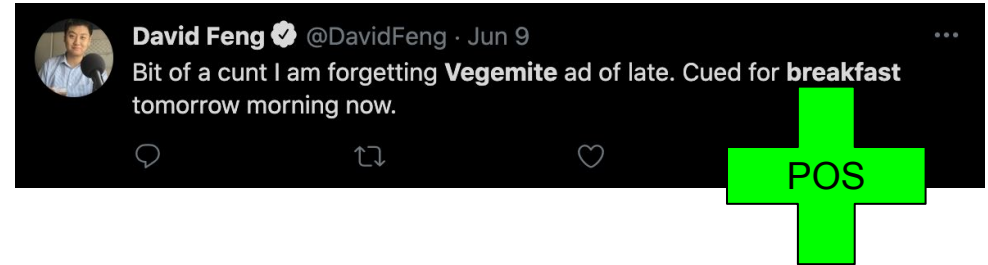 David Feng @DavidFeng · Jun 9
Bit of a cunt I am forgetting Vegemite ad of late. Cued for breakfast
tomorrow morning now.
POS